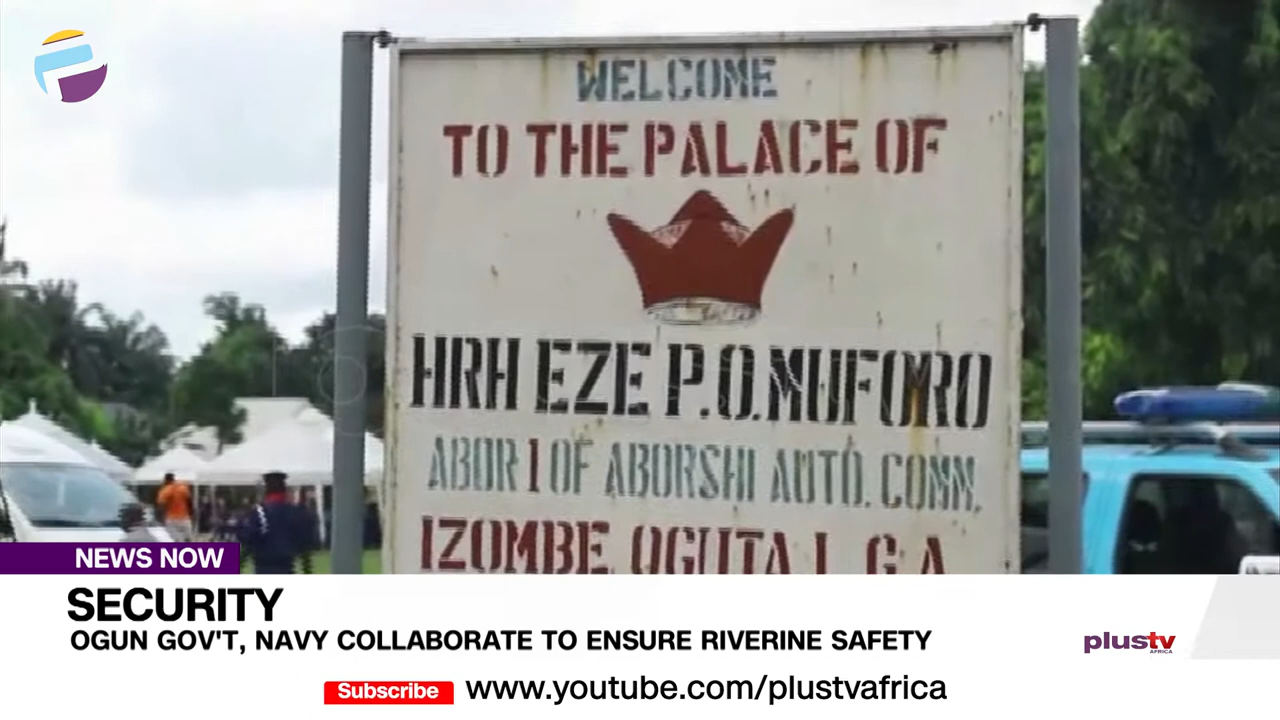 WELCOME
TO THE PALACE OF
HRH EZE P.O.MUFORO
ABOR 1 OF ABORSHI AUTO. COMM.
IZOMBE OGUTA L.G.A
NEWS NOW
SECURITY
OGUN GOV'T, NAVY COLLABORATE TO ENSURE RIVERINE SAFETY
plustv
AFRICA
Subscribe www.youtube.com/plustvafrica